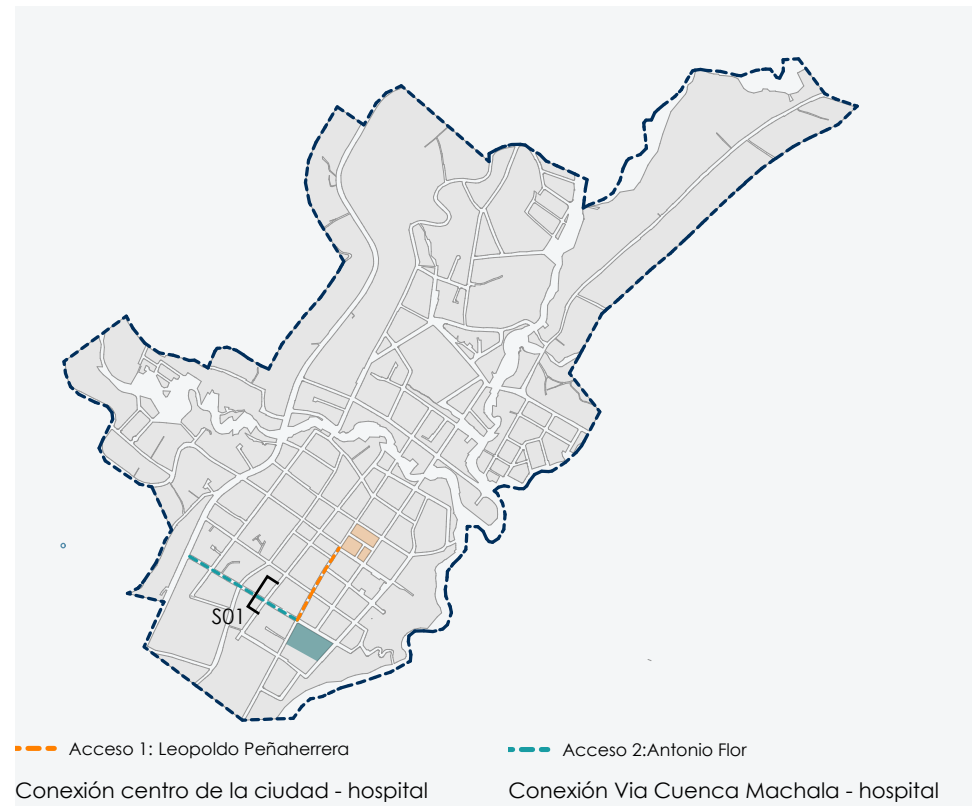 S01
Acceso 1: Leopoldo Peñaherrera
Acceso 2:Antonio Flor
Conexión centro de la ciudad - hospital
Conexión Via Cuenca Machala - hospital